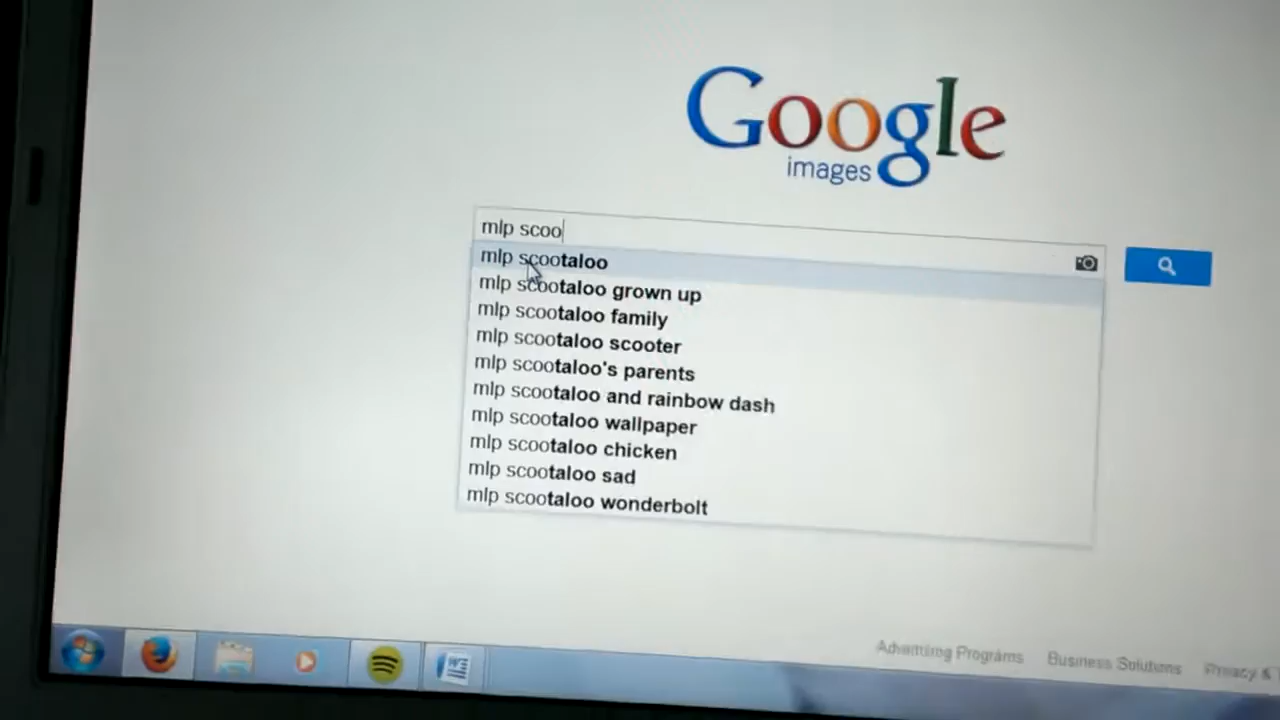 Google
images
mlp scoo
mlp scootaloo
mlp scootaloo grown up
mlp scootaloo family
mlp scootaloo scooter
mlp scootaloo's parents
mlp scootaloo and rainbow dash
mlp scootaloo wallpaper
mlp scootaloo chicken
mlp scootaloo sad
mlp scootaloo wonderbolt
Advertising Programs Business Solutions Privacy &